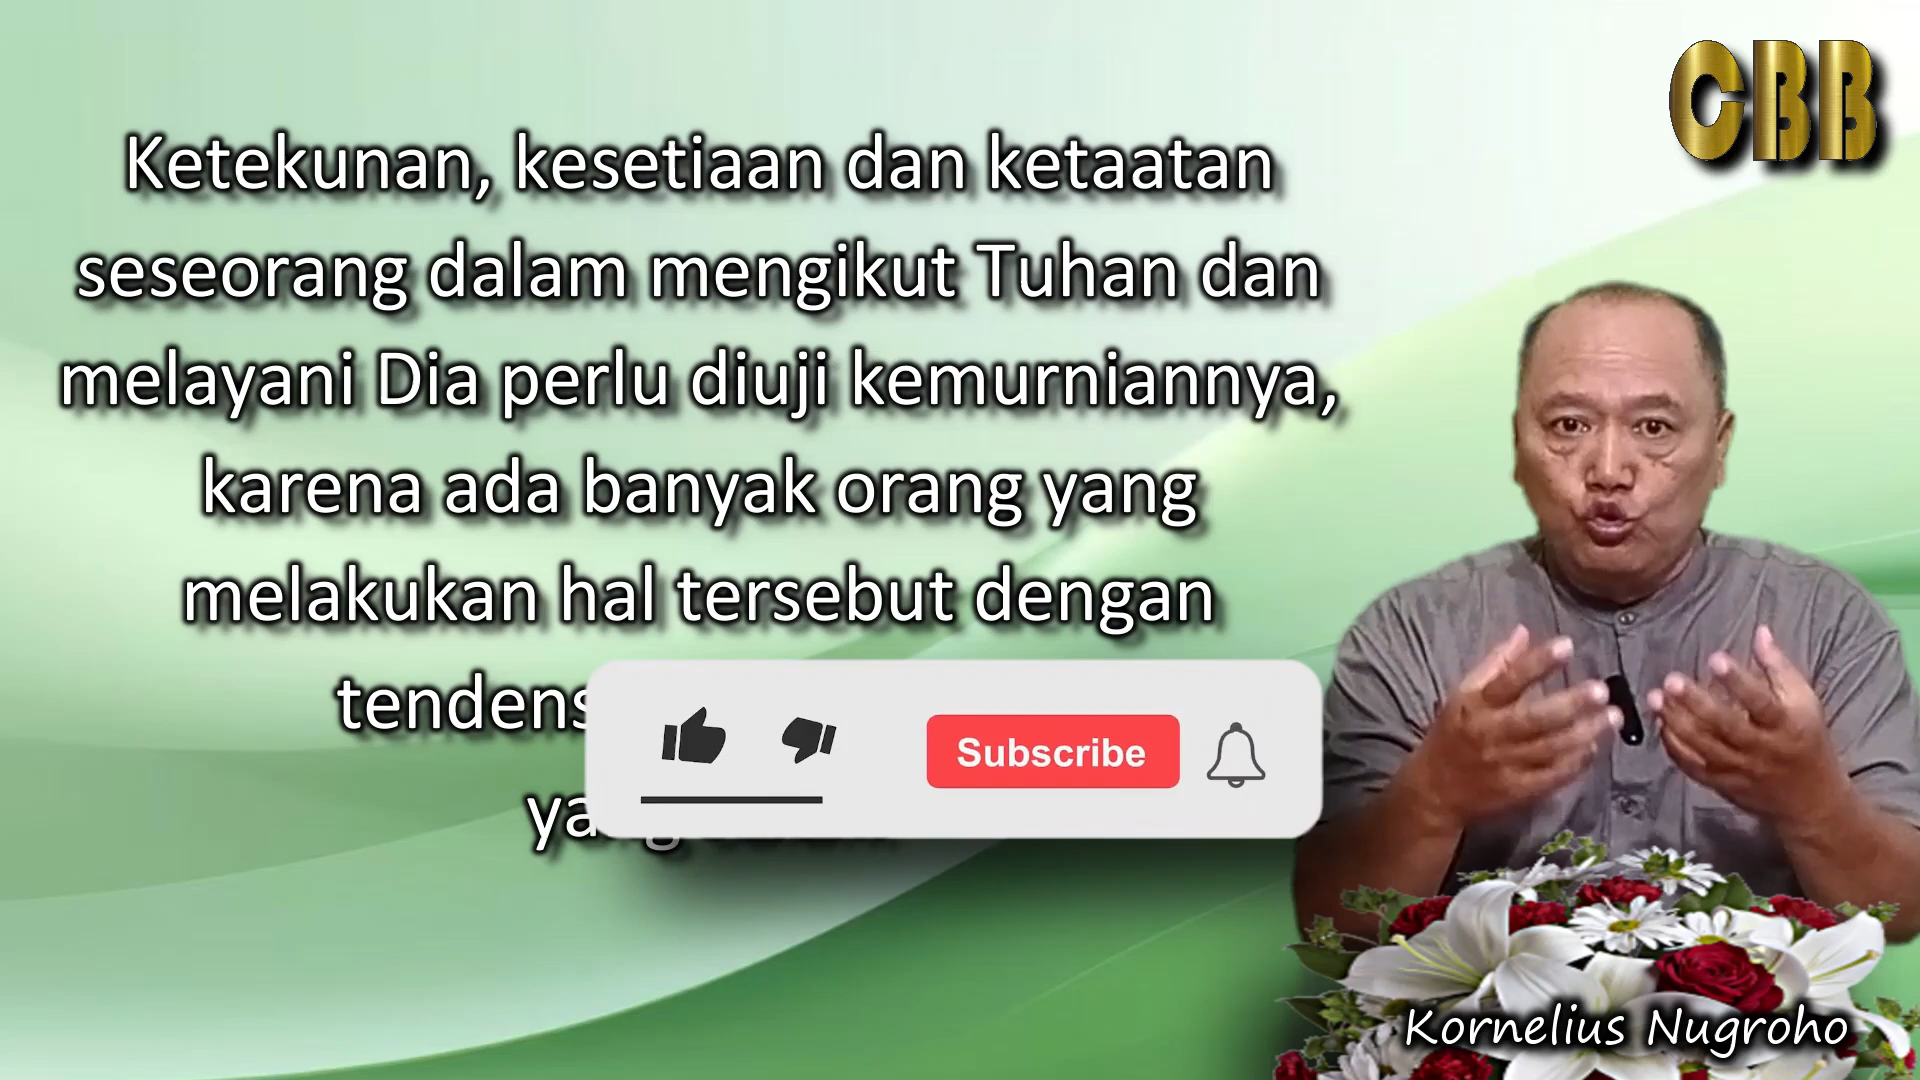 CBB
Ketekunan, kesetiaan dan ketaatan
seseorang dalam mengikut Tuhan dan
melayani Dia perlu diuji kemurniannya,
karena ada banyak orang yang
melakukan hal tersebut dengan
Subscribe
Kornelius Nugroho